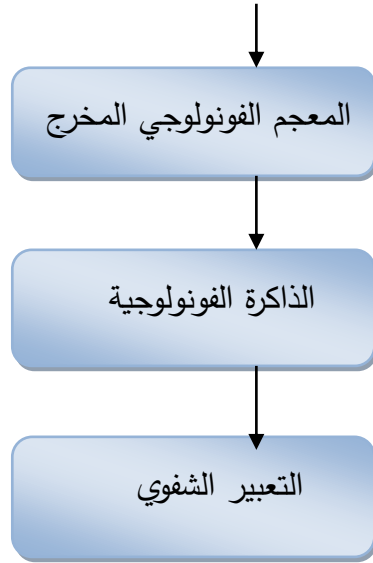 المعجم الفونولوجي المخرج
الذاكرة الفونولوجية
التعبير الشفوي